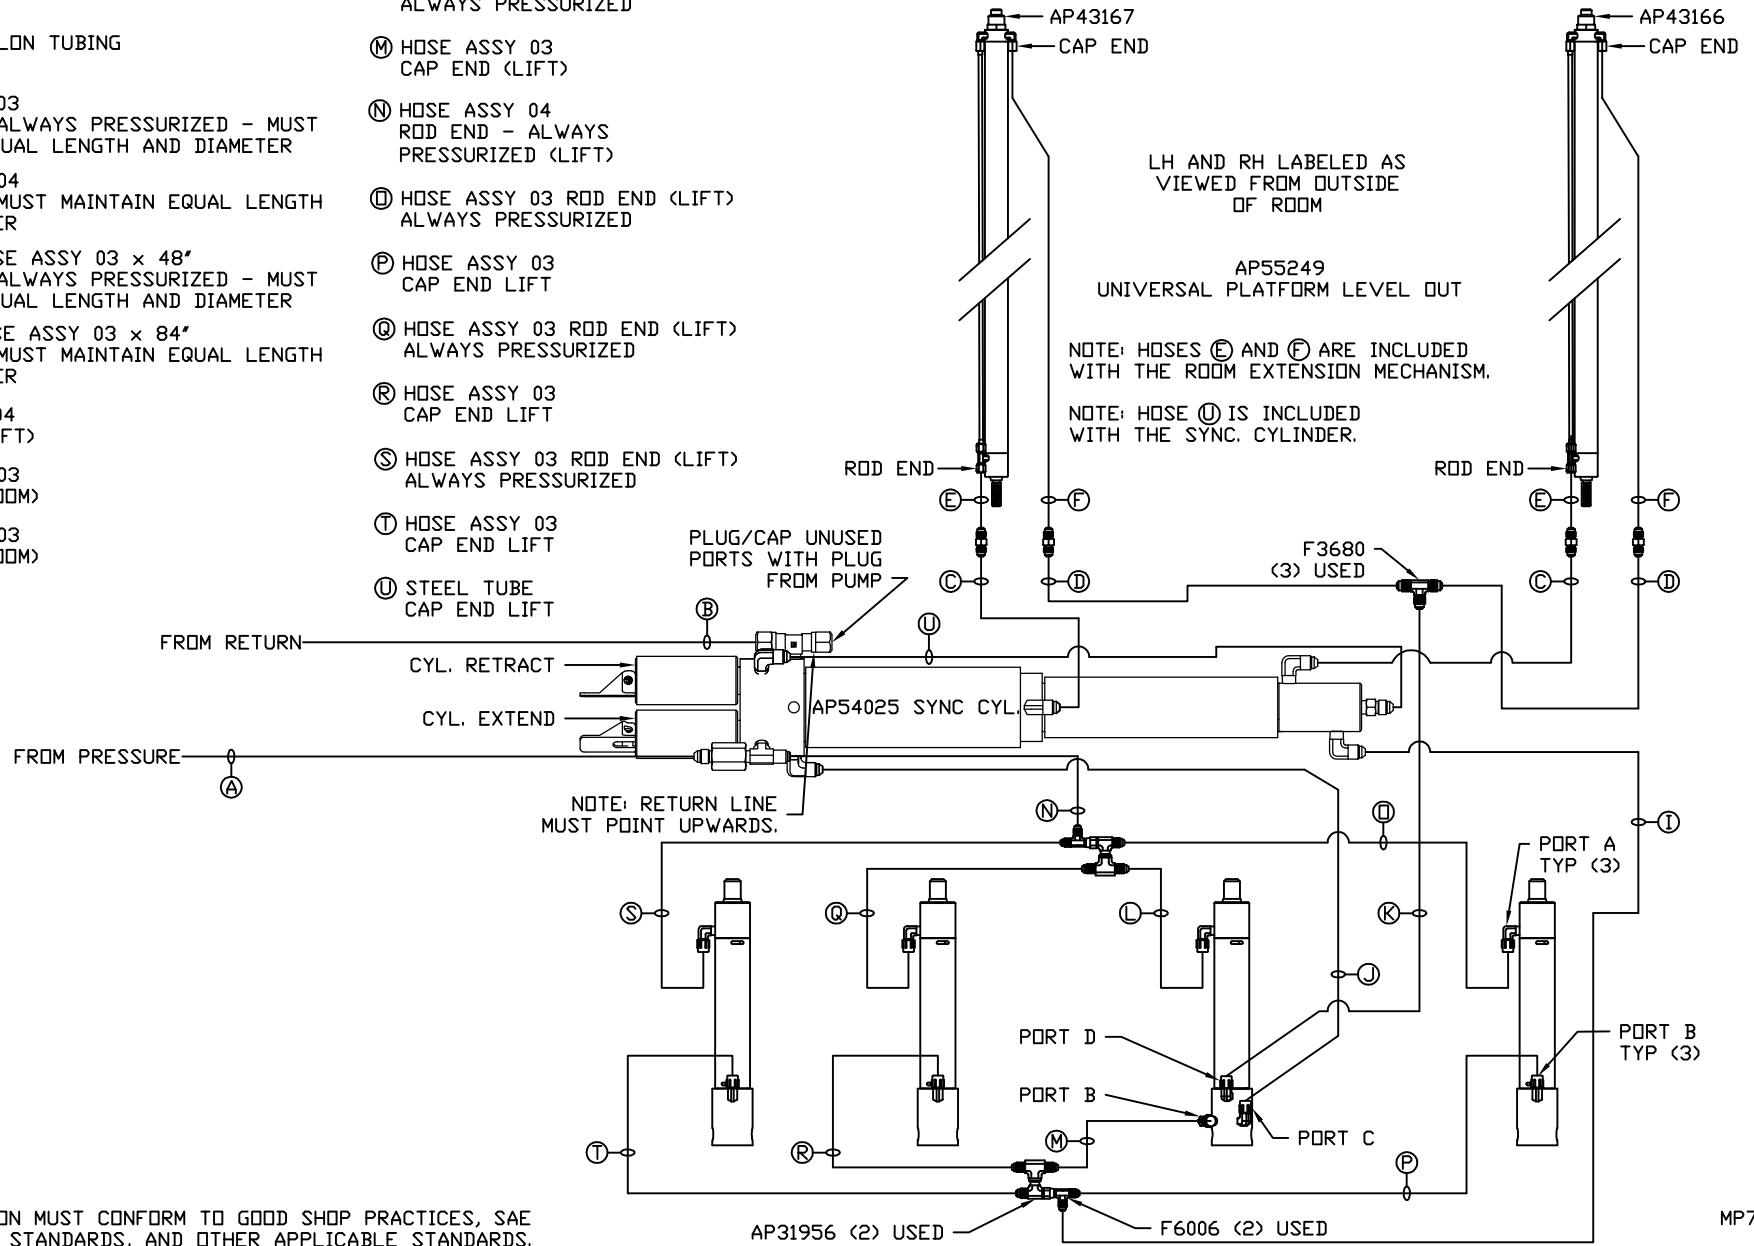 LON TUBING
03
ALWAYS PRESSURIZED - MUST
UAL LENGTH AND DIAMETER
04
MUST MAINTAIN EQUAL LENGTH
ER
SE ASSY 03 x 48"
ALWAYS PRESSURIZED - MUST
UAL LENGTH AND DIAMETER
SE ASSY 03 x 84"
MUST MAINTAIN EQUAL LENGTH
ER
04
FT)
03
OOM)
03
OOM)
ALWAYS PRESSURIZED
M HOSE ASSY 03
CAP END (LIFT)
N HOSE ASSY 04
ROD END - ALWAYS
PRESSURIZED (LIFT)
O HOSE ASSY 03 ROD END (LIFT)
ALWAYS PRESSURIZED
P HOSE ASSY 03
CAP END LIFT
Q HOSE ASSY 03 ROD END (LIFT)
ALWAYS PRESSURIZED
R HOSE ASSY 03
CAP END LIFT
S HOSE ASSY 03 ROD END (LIFT)
ALWAYS PRESSURIZED
T HOSE ASSY 03
CAP END LIFT
U STEEL TUBE
CAP END LIFT
AP43167
CAP END
AP43166
CAP END
LH AND RH LABELED AS
VIEWED FROM OUTSIDE
OF ROOM
AP55249
UNIVERSAL PLATFORM LEVEL OUT
NOTE: HOSES E AND F ARE INCLUDED
WITH THE ROOM EXTENSION MECHANISM.
NOTE: HOSE U IS INCLUDED
WITH THE SYNC. CYLINDER.
ROD END
ROD END
E
F
E
F
PLUG/CAP UNUSED
PORTS WITH PLUG
FROM PUMP
F3680
(3) USED
C
D
C
D
B
U
FROM RETURN
CYL. RETRACT
AP54025 SYNC CYL.
CYL. EXTEND
FROM PRESSURE
A
NOTE: RETURN LINE
MUST POINT UPWARDS.
N
O
I
PORT A
TYP (3)
S
Q
L
K
J
PORT D
PORT B
TYP (3)
PORT B
PORT C
T
R
M
P
AP31956 (2) USED
F6006 (2) USED
ON MUST CONFORM TO GOOD SHOP PRACTICES, SAE
STANDARDS, AND OTHER APPLICABLE STANDARDS.
MP7